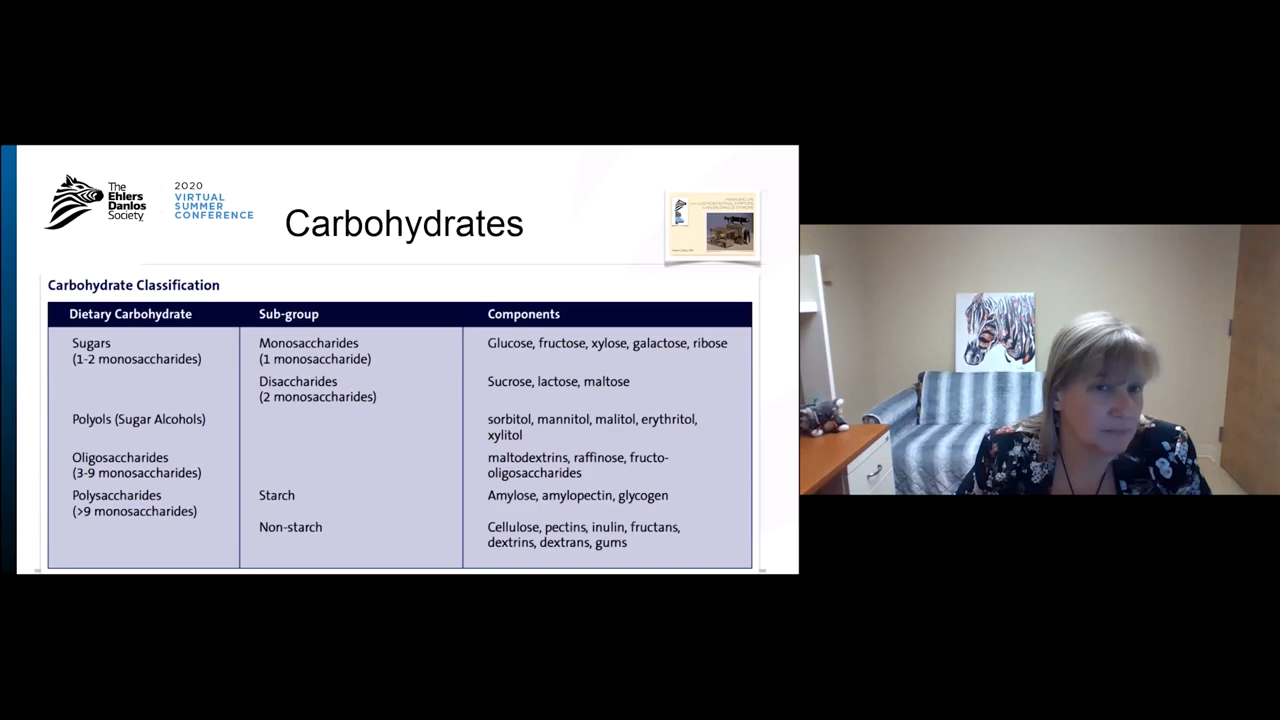 The
Ehlers
Danlos
Society
2020
VIRTUAL
SUMMER
CONFERENCE
Carbohydrates
Carbohydrate Classification
Dietary Carbohydrate Sub-group Components
Sugars Monosaccharides Glucose, fructose, xylose, galactose, ribose
(1-2 monosaccharides) (1 monosaccharide)
Disaccharides Sucrose, lactose, maltose
(2 monosaccharides)
Polyols (Sugar Alcohols) sorbitol, mannitol, malitol, erythritol,
xylitol
Oligosaccharides maltodextrins, raffinose, fructo-
(3-9 monosaccharides) oligosaccharides
Polysaccharides Starch Amylose, amylopectin, glycogen
(>9 monosaccharides)
Non-starch Cellulose, pectins, inulin, fructans,
dextrins, dextrans, gums